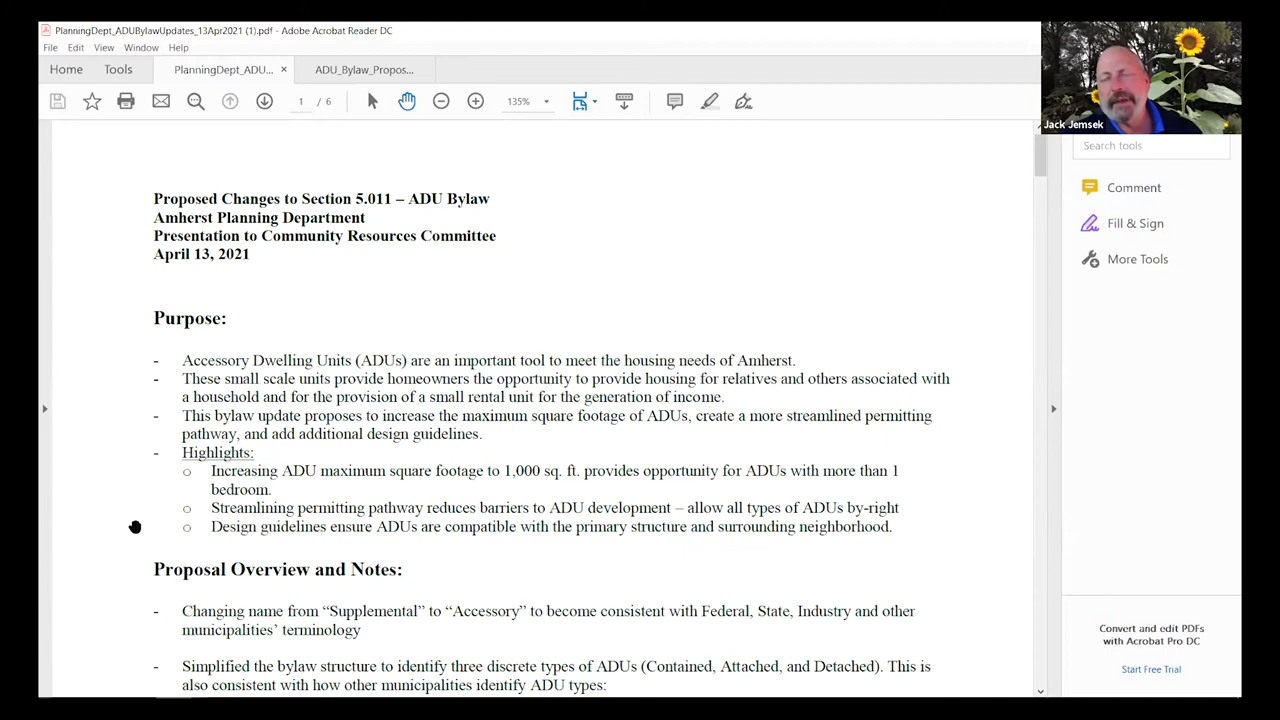 PlanningDept_ADUBylawUpdates_13Apr2021 (1).pdf - Adobe Acrobat Reader DC
File Edit View Window Help
Home Tools PlanningDept_ADU... × ADU_Bylaw_Propos...
1 / 6 135%
Jack Jemsek
Search tools
Comment
Fill & Sign
More Tools
Proposed Changes to Section 5.011 – ADU Bylaw
Amherst Planning Department
Presentation to Community Resources Committee
April 13, 2021
Purpose:
- Accessory Dwelling Units (ADUs) are an important tool to meet the housing needs of Amherst.
- These small scale units provide homeowners the opportunity to provide housing for relatives and others associated with
a household and for the provision of a small rental unit for the generation of income.
- This bylaw update proposes to increase the maximum square footage of ADUs, create a more streamlined permitting
pathway, and add additional design guidelines.
- Highlights:
o Increasing ADU maximum square footage to 1,000 sq. ft. provides opportunity for ADUs with more than 1
bedroom.
o Streamlining permitting pathway reduces barriers to ADU development – allow all types of ADUs by-right
o Design guidelines ensure ADUs are compatible with the primary structure and surrounding neighborhood.
Proposal Overview and Notes:
- Changing name from “Supplemental” to “Accessory” to become consistent with Federal, State, Industry and other
municipalities’ terminology
- Simplified the bylaw structure to identify three discrete types of ADUs (Contained, Attached, and Detached). This is
also consistent with how other municipalities identify ADU types:
Convert and edit PDFs
with Acrobat Pro DC
Start Free Trial